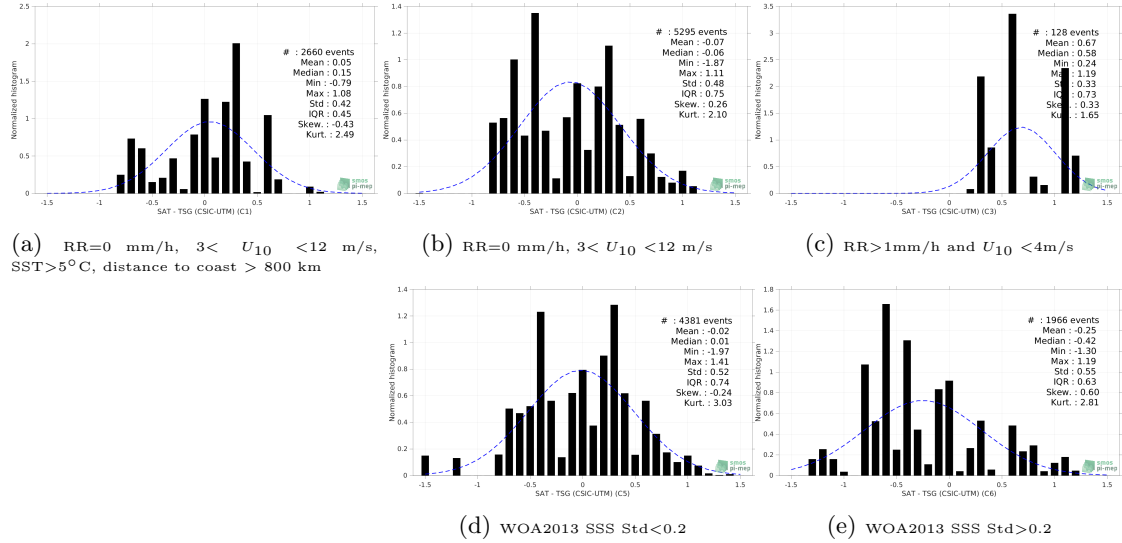 # : 2660 events
Mean : 0.05
Median : 0.15
Min : -0.79
Max : 1.08
Std : 0.42
IQR : 0.45
Skew. : -0.43
Kurt. : 2.49
Normalized histogram
2.5
2
1.5
1
0.5
0
-1.5 -1 -0.5 0 0.5 1 1.5
SAT - TSG (CSIC-UTM) (C1)
smos
pi-mep
(a) RR=0 mm/h, 3< U10 <12 m/s,
SST>5°C, distance to coast > 800 km
# : 5295 events
Mean : -0.07
Median : -0.06
Min : -1.87
Max : 1.11
Std : 0.48
IQR : 0.75
Skew. : 0.26
Kurt. : 2.10
Normalized histogram
1.4
1.2
1
0.8
0.6
0.4
0.2
0
-1.5 -1 -0.5 0 0.5 1 1.5
SAT - TSG (CSIC-UTM) (C2)
smos
pi-mep
(b) RR=0 mm/h, 3< U10 <12 m/s
# : 128 events
Mean : 0.67
Median : 0.58
Min : 0.24
Max : 1.19
Std : 0.33
IQR : 0.73
Skew. : 0.33
Kurt. : 1.65
Normalized histogram
3.5
3
2.5
2
1.5
1
0.5
0
-1.5 -1 -0.5 0 0.5 1 1.5
SAT - TSG (CSIC-UTM) (C3)
smos
pi-mep
(c) RR>1mm/h and U10 <4m/s
# : 4381 events
Mean : -0.02
Median : 0.01
Min : -1.97
Max : 1.41
Std : 0.52
IQR : 0.74
Skew. : -0.24
Kurt. : 3.03
Normalized histogram
1.4
1.2
1
0.8
0.6
0.4
0.2
0
-1.5 -1 -0.5 0 0.5 1 1.5
SAT - TSG (CSIC-UTM) (C5)
smos
pi-mep
(d) WOA2013 SSS Std<0.2
# : 1966 events
Mean : -0.25
Median : -0.42
Min : -1.30
Max : 1.19
Std : 0.55
IQR : 0.63
Skew. : 0.60
Kurt. : 2.81
Normalized histogram
1.8
1.6
1.4
1.2
1
0.8
0.6
0.4
0.2
0
-1.5 -1 -0.5 0 0.5 1 1.5
SAT - TSG (CSIC-UTM) (C6)
smos
pi-mep
(e) WOA2013 SSS Std>0.2